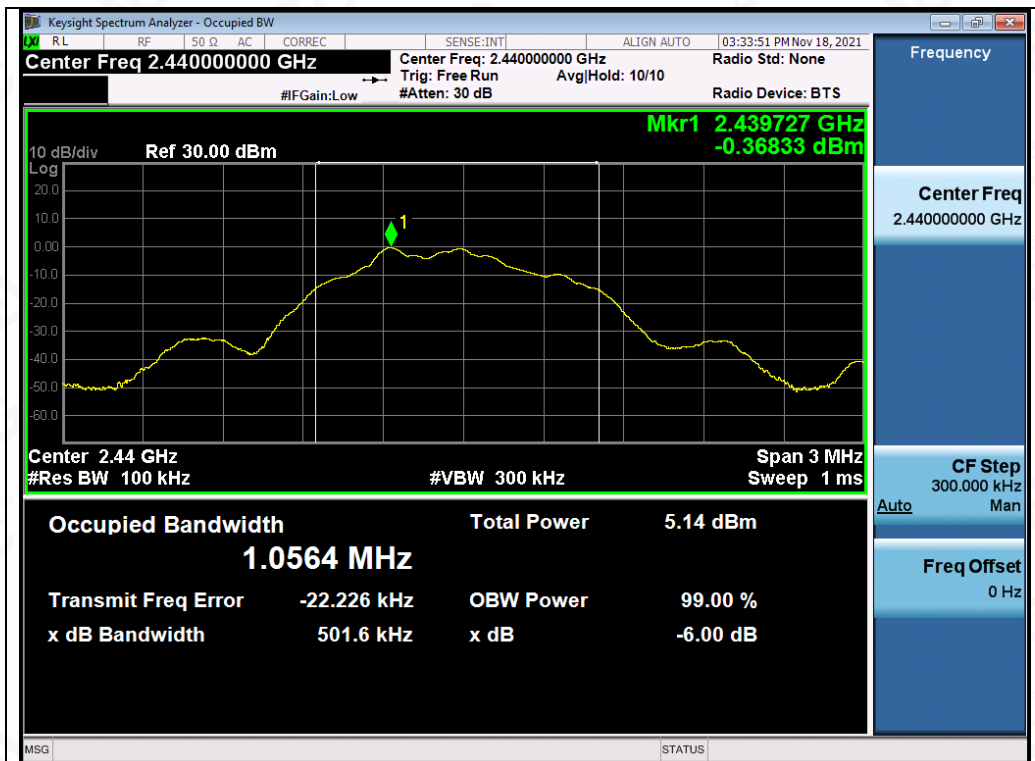 Keysight Spectrum Analyzer - Occupied BW
LXI RL RF 50 Ω AC CORREC SENSE:INT ALIGN AUTO 03:33:51 PM Nov 18, 2021
Center Freq 2.440000000 GHz
Center Freq: 2.440000000 GHz
Radio Std: None
Trig: Free Run Avg|Hold: 10/10
#IFGain:Low
#Atten: 30 dB
Radio Device: BTS
Mkr1 2.439727 GHz
-0.36833 dBm
10 dB/div Ref 30.00 dBm
Log
20.0
10.0
1
0.00
-10.0
-20.0
-30.0
-40.0
-50.0
-60.0
Center 2.44 GHz
Span 3 MHz
#Res BW 100 kHz
#VBW 300 kHz
Sweep 1 ms
Occupied Bandwidth
1.0564 MHz
Total Power 5.14 dBm
Transmit Freq Error -22.226 kHz
OBW Power 99.00 %
x dB Bandwidth 501.6 kHz
x dB -6.00 dB
Frequency
Center Freq
2.440000000 GHz
CF Step
300.000 kHz
Auto Man
Freq Offset
0 Hz
MSG
STATUS